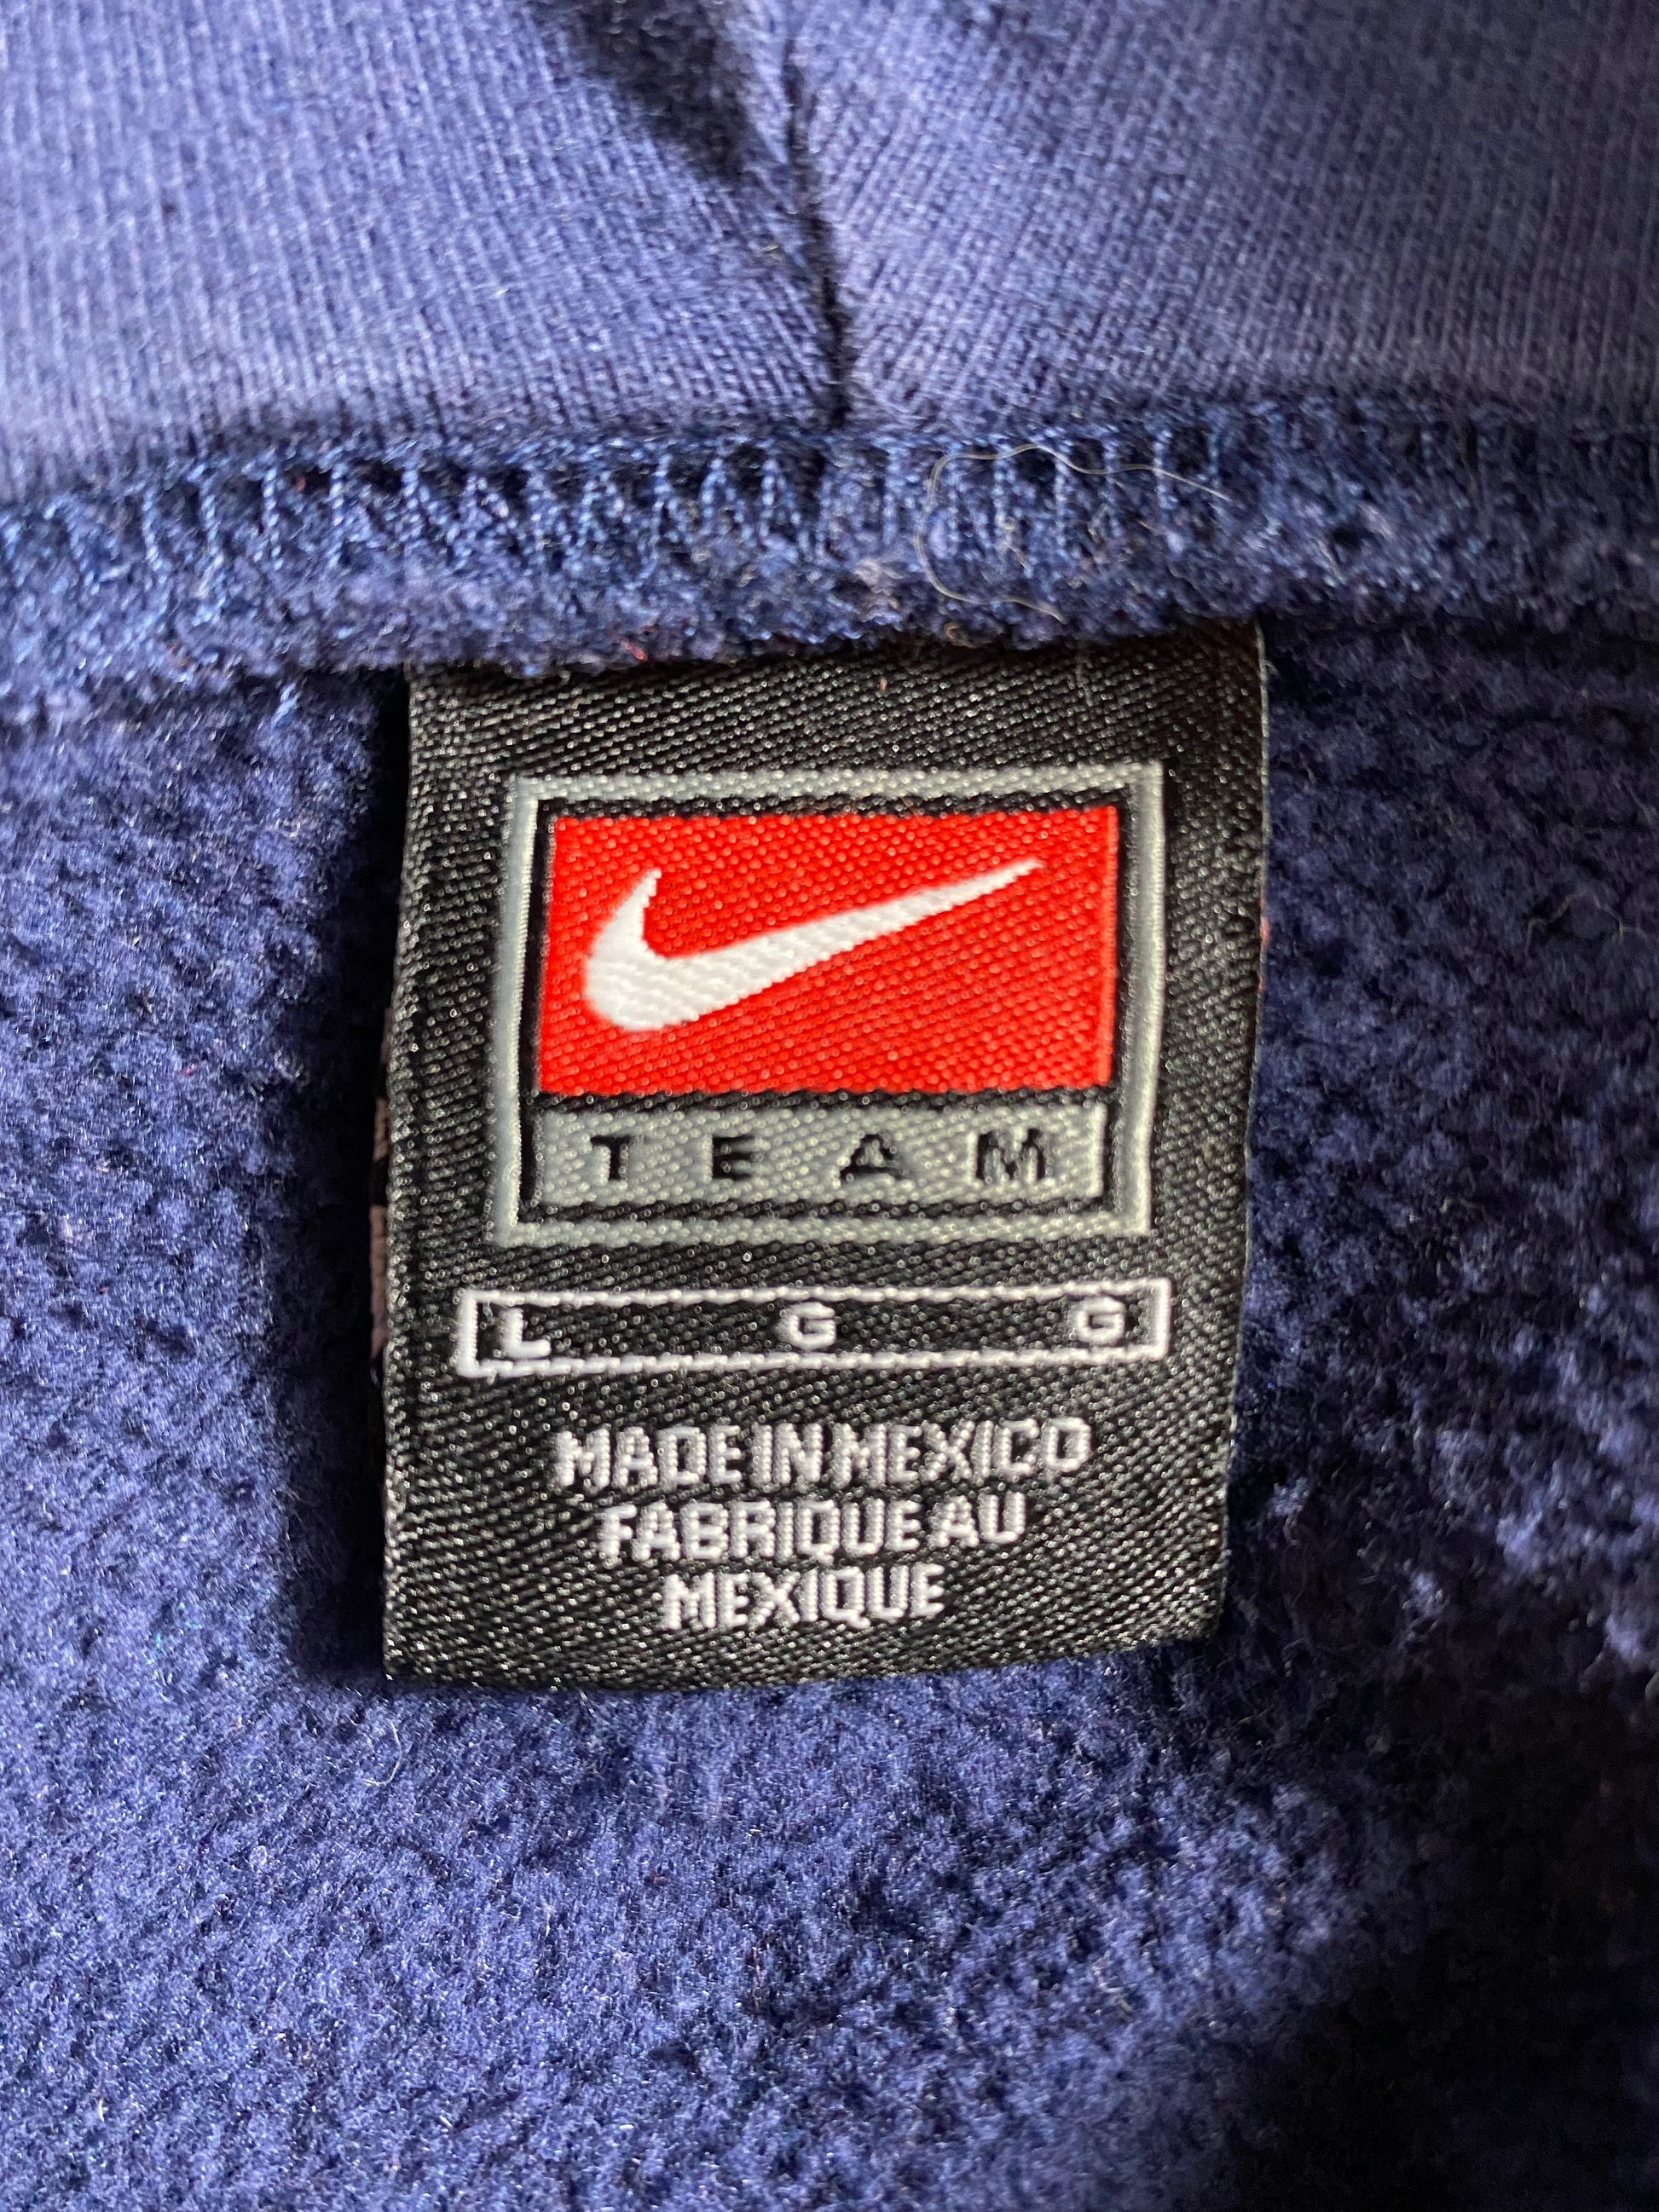 TEAM
L G G
MADE IN MEXICO
FABRIQUE AU
MEXIQUE